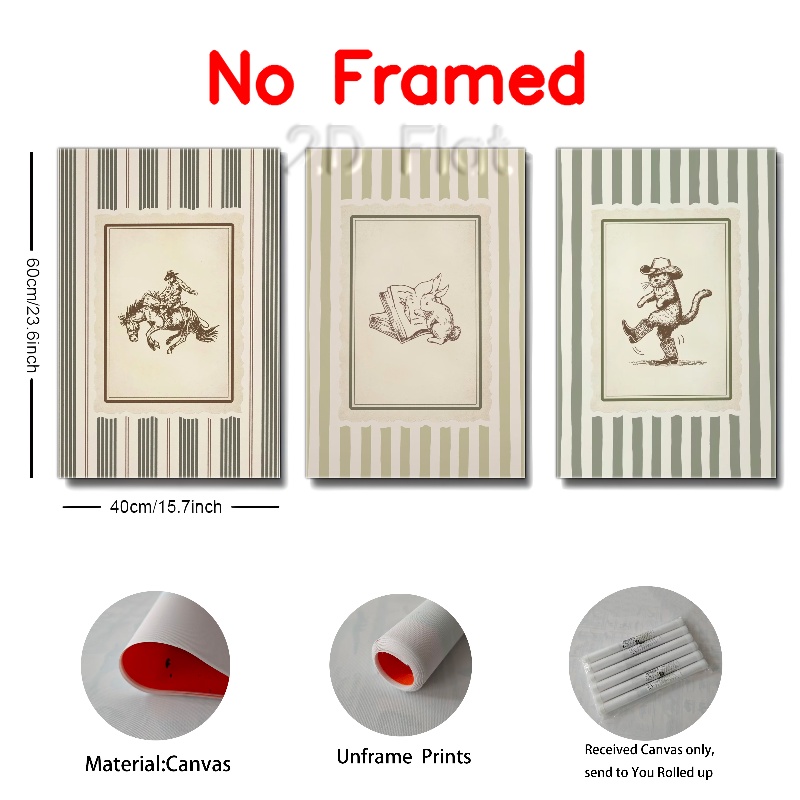 No Framed
2D Flat
60cm/23.6inch
40cm/15.7inch
Material:Canvas
Unframe Prints
Received Canvas only,
send to You Rolled up